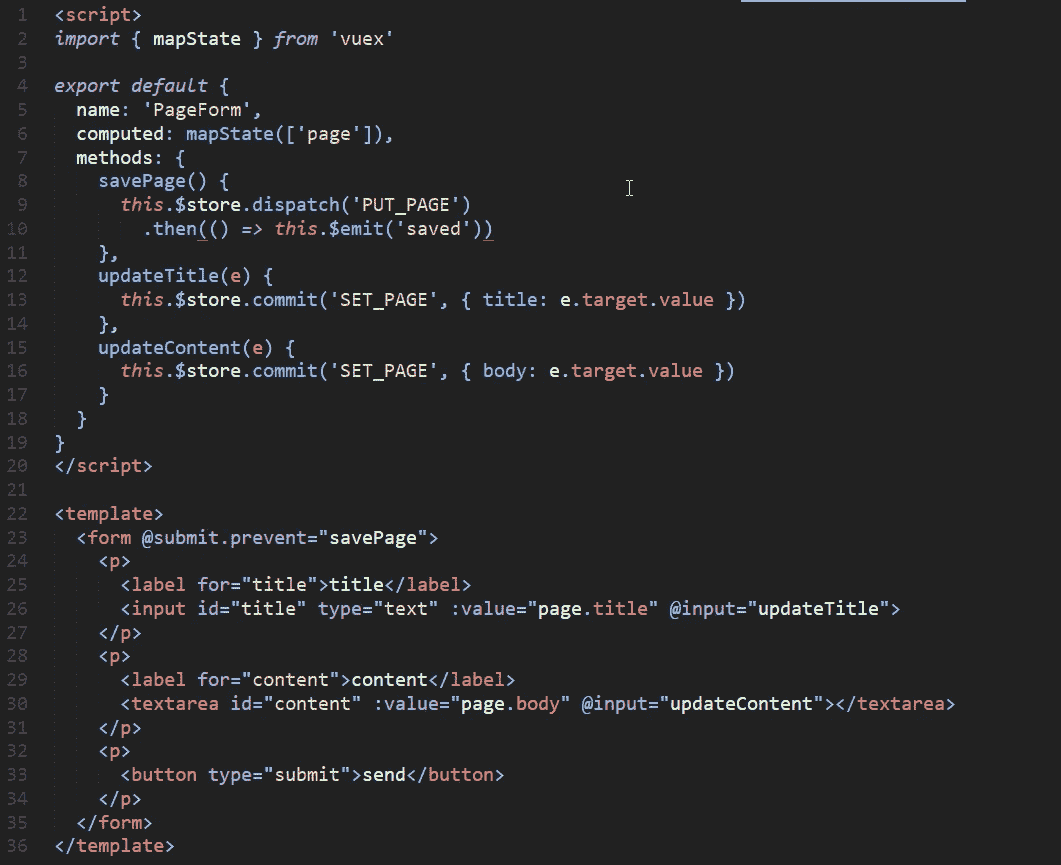 1 <script>
2 import { mapState } from 'vuex'
3
4 export default {
5   name: 'PageForm',
6   computed: mapState(['page']),
7   methods: {
8     savePage() {
9       this.$store.dispatch('PUT_PAGE')
10         .then(() => this.$emit('saved'))
11     },
12     updateTitle(e) {
13       this.$store.commit('SET_PAGE', { title: e.target.value })
14     },
15     updateContent(e) {
16       this.$store.commit('SET_PAGE', { body: e.target.value })
17     }
18   }
19 }
20 </script>
21
22 <template>
23   <form @submit.prevent="savePage">
24     <p>
25       <label for="title">title</label>
26       <input id="title" type="text" :value="page.title" @input="updateTitle">
27     </p>
28     <p>
29       <label for="content">content</label>
30       <textarea id="content" :value="page.body" @input="updateContent"></textarea>
31     </p>
32     <p>
33       <button type="submit">send</button>
34     </p>
35   </form>
36 </template>